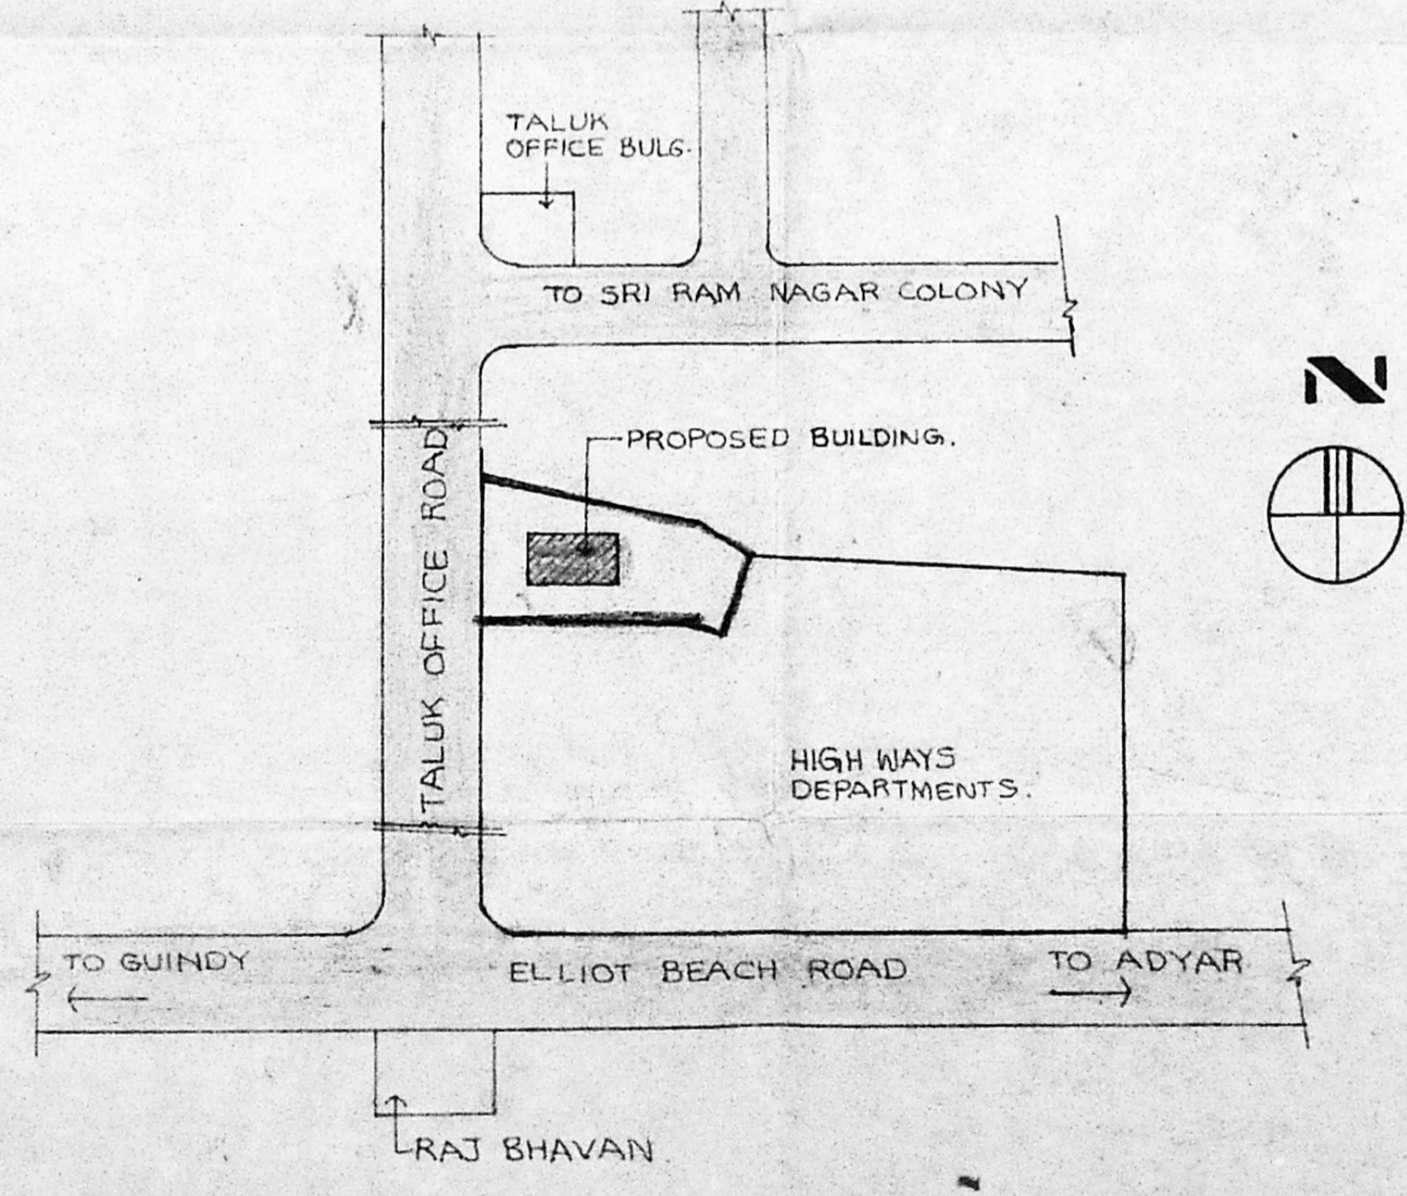 TALUK
OFFICE BULG.
TO SRI RAM NAGAR COLONY
N
PROPOSED BUILDING.
TALUK OFFICE ROAD
HIGH WAYS
DEPARTMENTS.
TO GUINDY
ELLIOT BEACH ROAD
TO ADYAR
RAJ BHAVAN